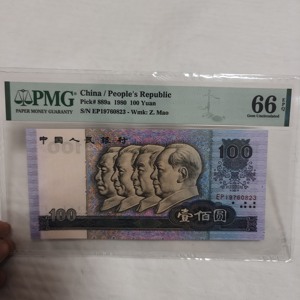 PMG
PAPER MONEY GUARANTY
China / People's Republic
Pick# 889a 1980 100 Yuan
S/N EP19760823 - Wmk: Z. Mao
66 EPQ
Gem Uncirculated
中国人民银行
100
EP19760823
100
壹佰圆